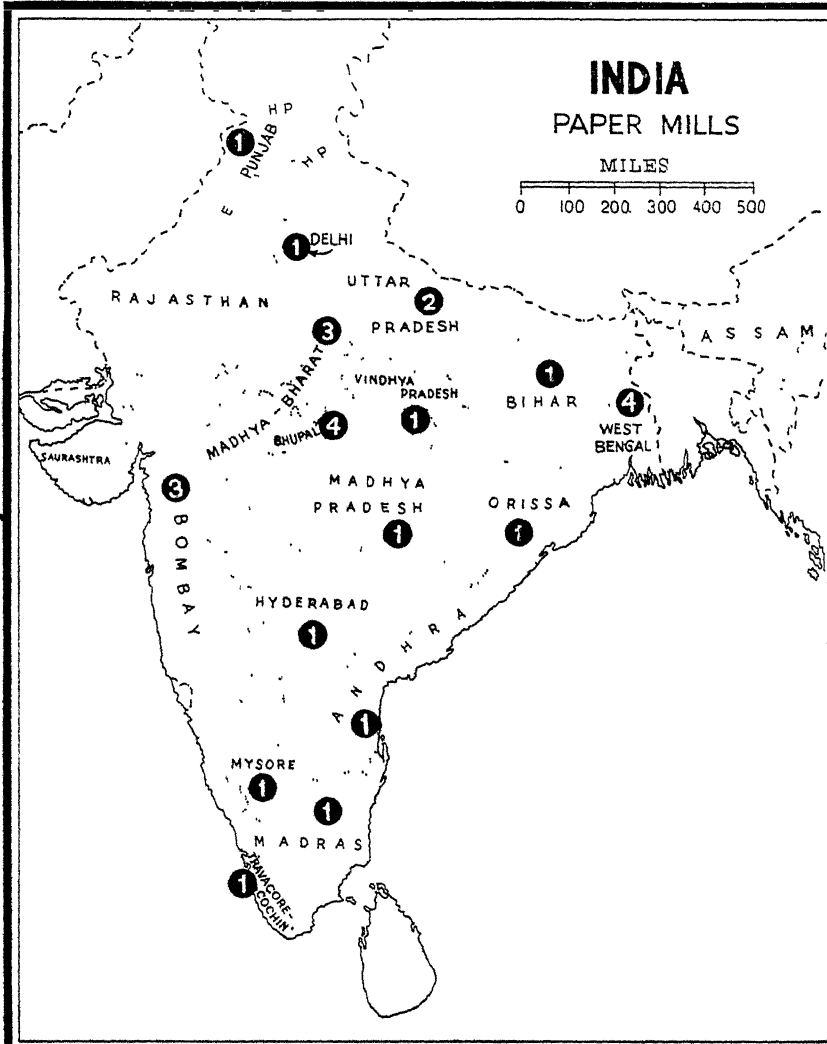 INDIA
PAPER MILLS
MILES
0 100 200 300 400 500
HP
1
PUNJAB
HP
E
1 DELHI
UTTAR
2
RAJASTHAN
3
PRADESH
ASSAM
MADHYA-BHARAT
VINDHYA
PRADESH
1
1
BIHAR
4
BHUPAL 4
WEST
BENGAL
SAURASHTRA
MADHYA
3
PRADESH
ORISSA
1
1
BOMBAY
HYDERABAD
1
ANDHRA
1
MYSORE
1
1
MADRAS
1
TRAVACORE-
COCHIN